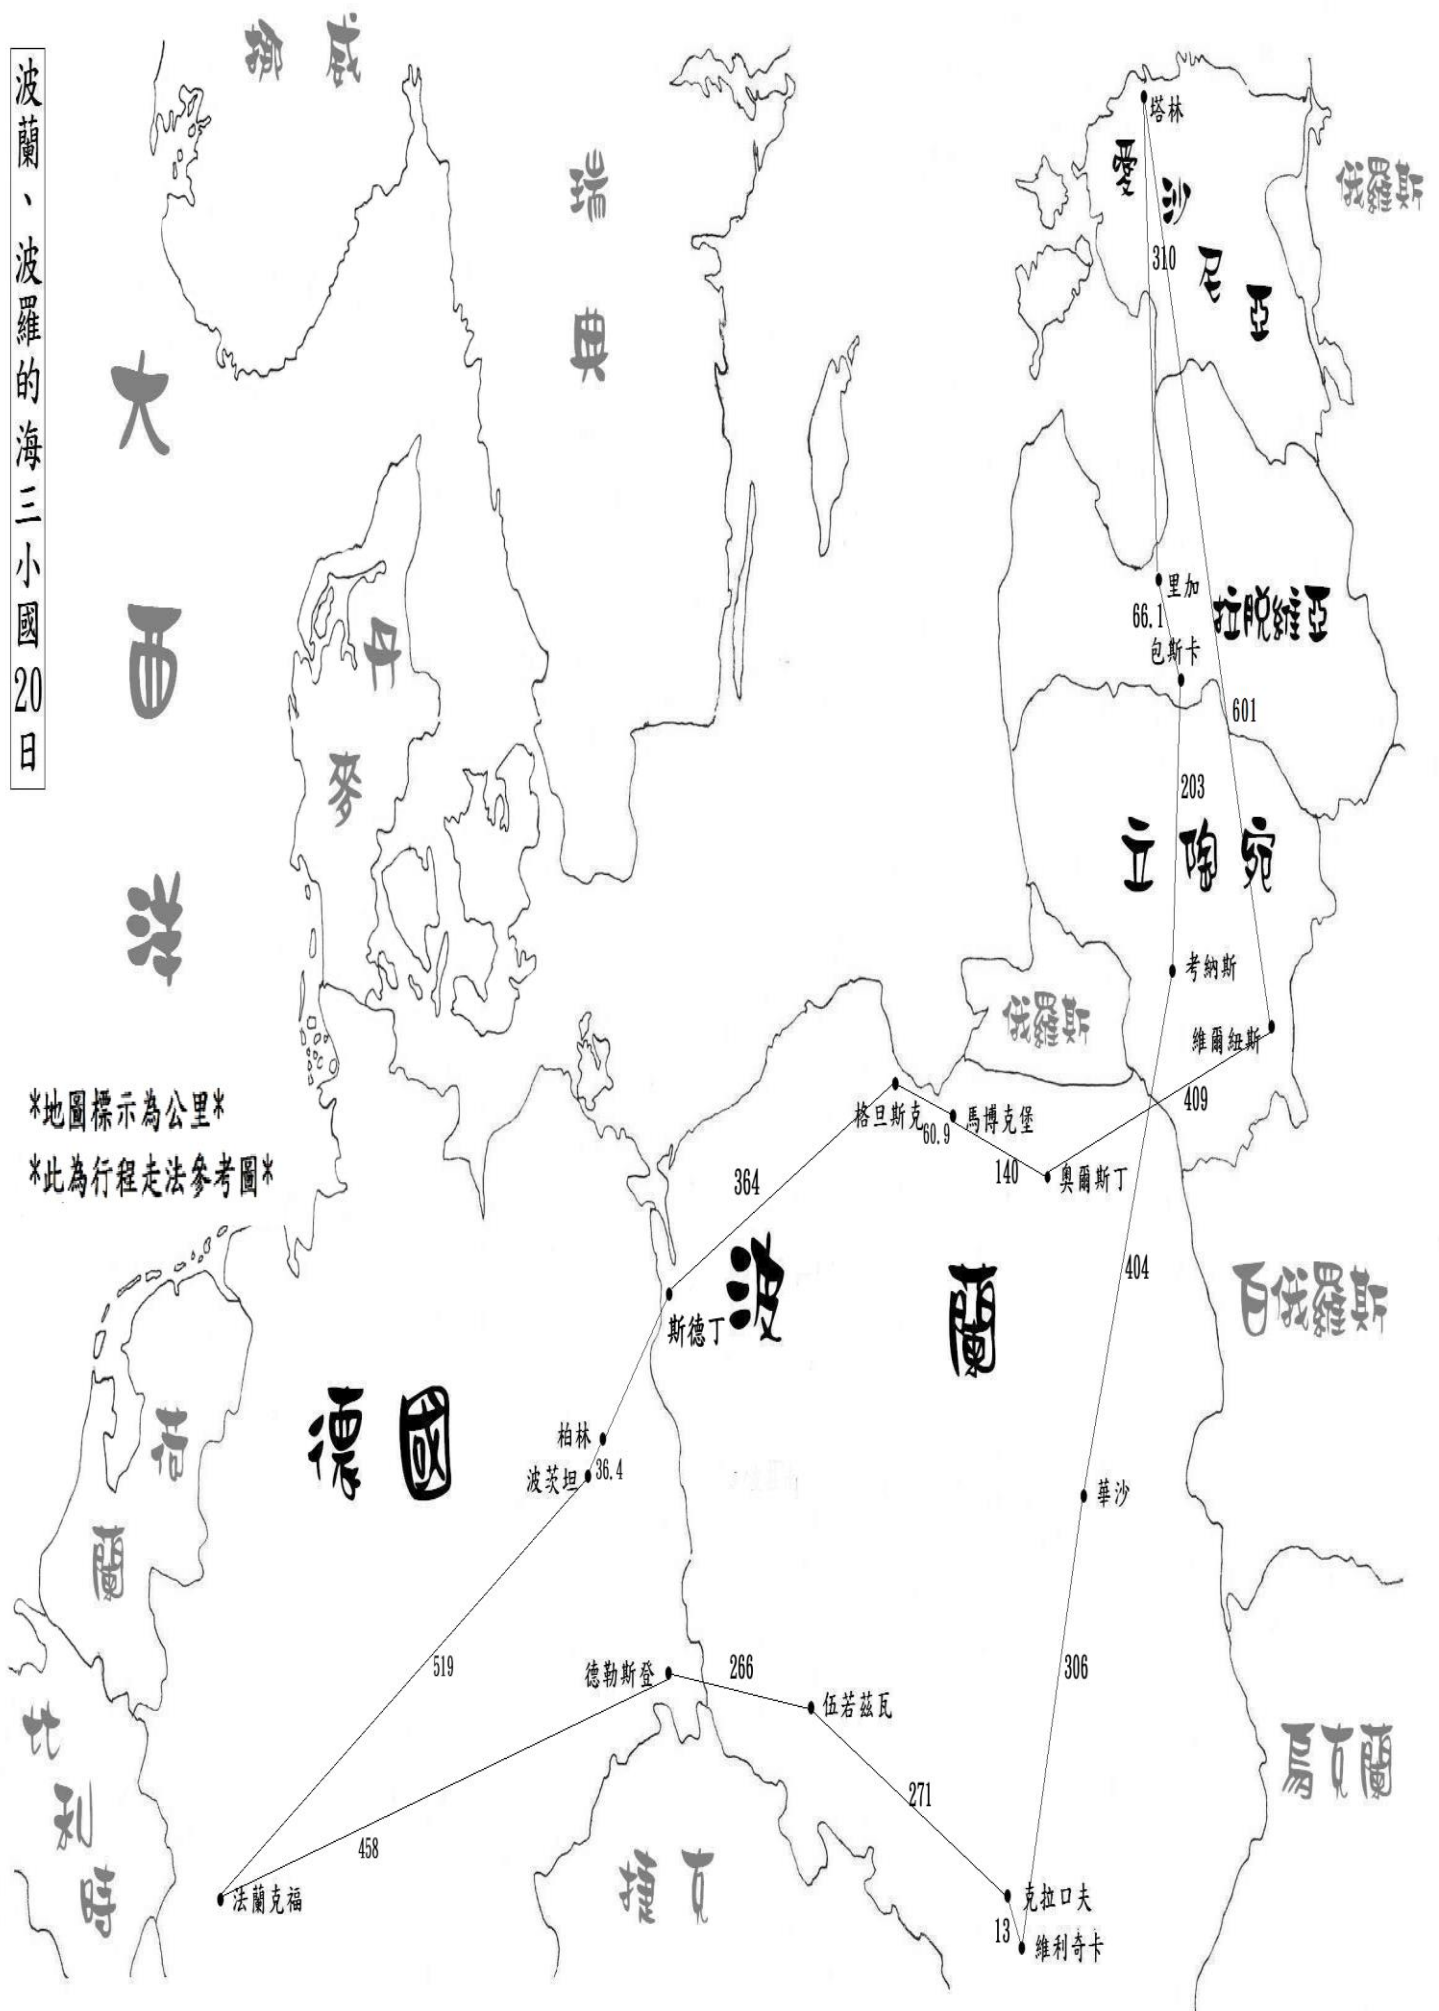 波蘭、波羅的海三小國20日
挪威
瑞典
大西洋
丹麥
塔林
愛沙尼亞
俄羅斯
310
里加
66.1
包斯卡
拉脫維亞
601
203
立陶宛
考納斯
維爾紐斯
俄羅斯
409
格旦斯克
60.9
馬博克堡
140
奧爾斯丁
364
404
*地圖標示為公里*
*此為行程走法參考圖*
斯德丁
波蘭
百俄羅斯
德國
荷蘭
柏林
波茨坦
36.4
華沙
519
德勒斯登
266
伍若茲瓦
306
271
458
比利時
法蘭克福
捷克
克拉口夫
13
維利奇卡
烏克蘭